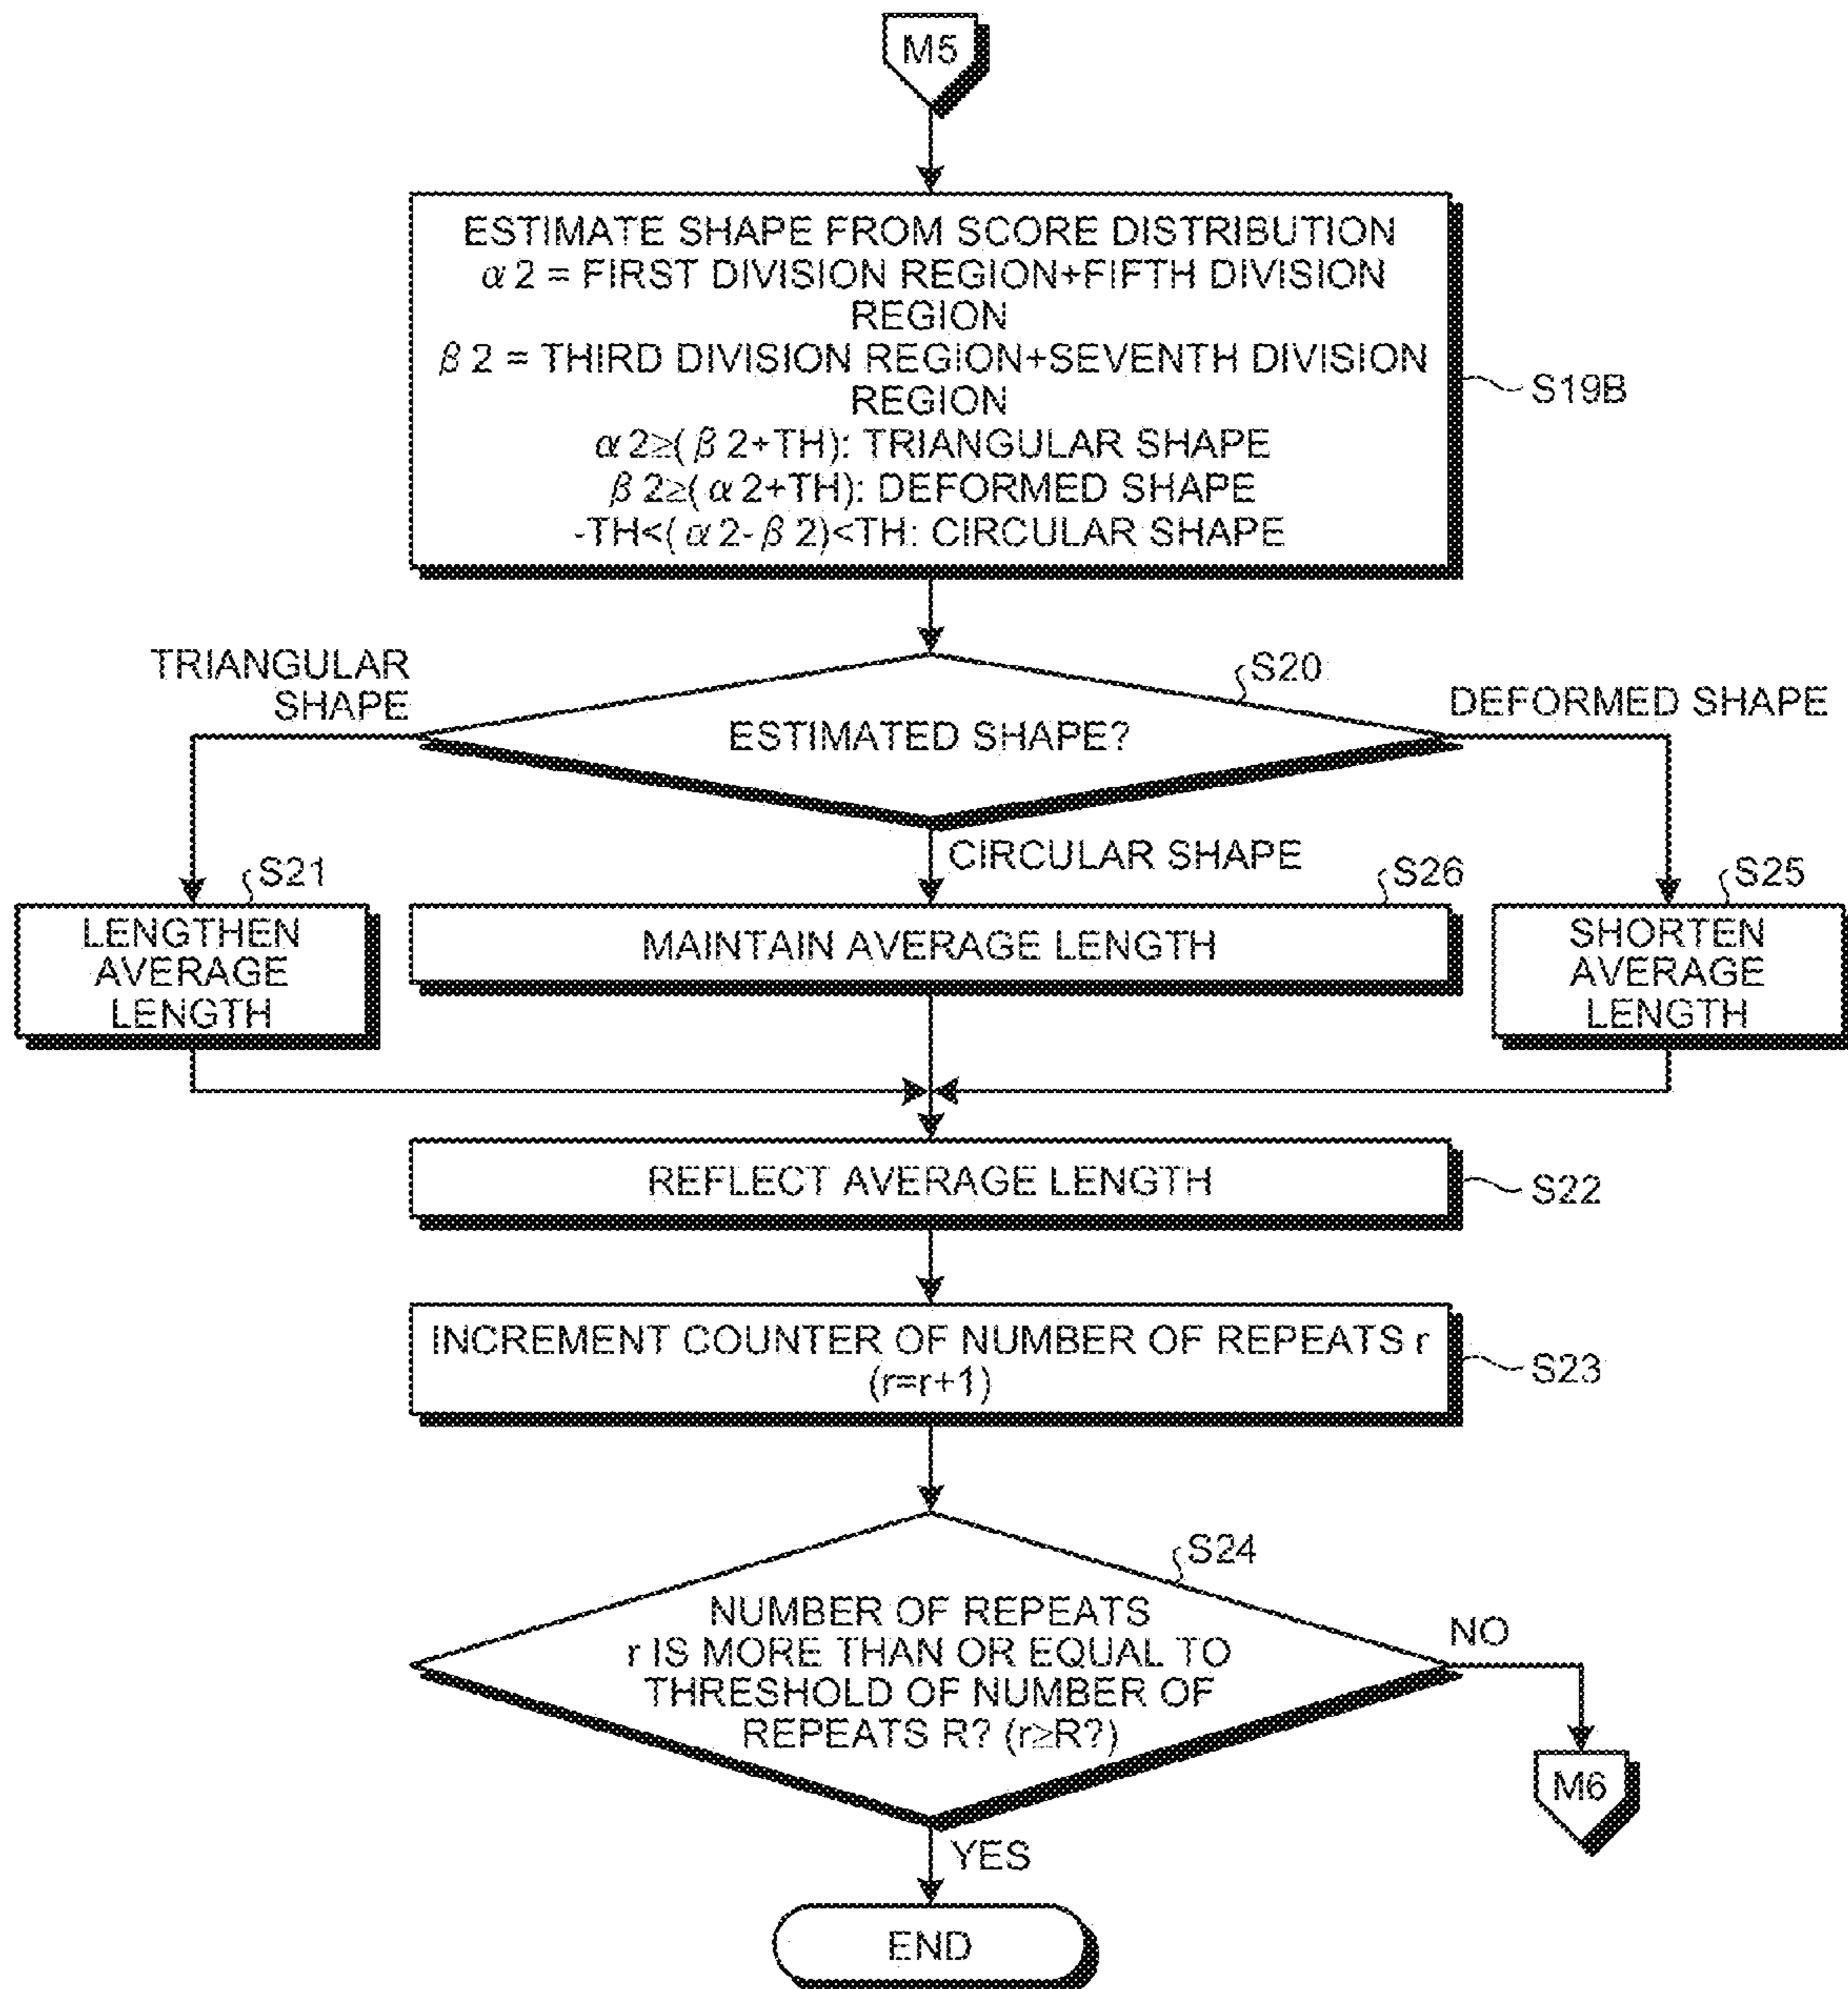 M5
ESTIMATE SHAPE FROM SCORE DISTRIBUTION
α2 = FIRST DIVISION REGION+FIFTH DIVISION
REGION
β2 = THIRD DIVISION REGION+SEVENTH DIVISION
REGION
α2≥(β2+TH): TRIANGULAR SHAPE
β2≥(α2+TH): DEFORMED SHAPE
-TH<(α2-β2)<TH: CIRCULAR SHAPE
S19B
TRIANGULAR
SHAPE
S20
DEFORMED SHAPE
ESTIMATED SHAPE?
CIRCULAR SHAPE
S21
LENGTHEN
AVERAGE
LENGTH
S26
MAINTAIN AVERAGE LENGTH
S25
SHORTEN
AVERAGE
LENGTH
REFLECT AVERAGE LENGTH
S22
INCREMENT COUNTER OF NUMBER OF REPEATS r
(r=r+1)
S23
S24
NUMBER OF REPEATS
r IS MORE THAN OR EQUAL TO
THRESHOLD OF NUMBER OF
REPEATS R? (r≥R?)
NO
M6
YES
END